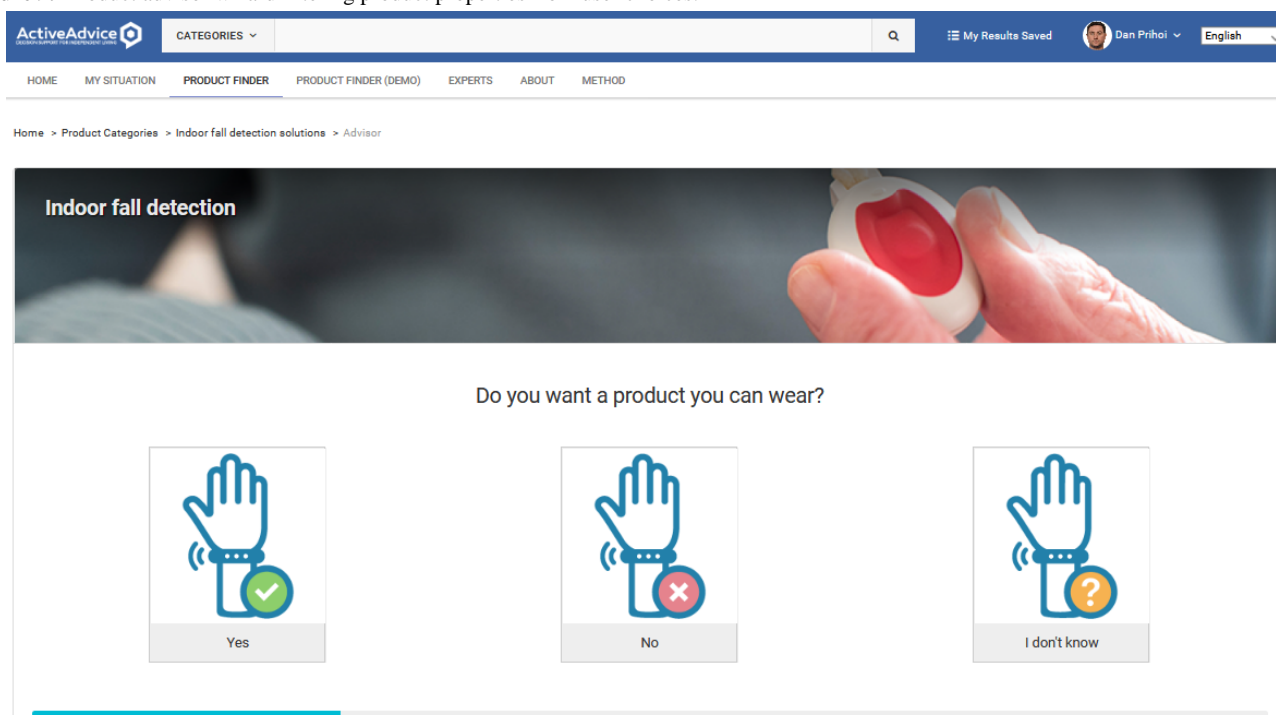 ActiveAdvice
CATEGORIES
My Results Saved
Dan Prihoi
English
HOME MY SITUATION PRODUCT FINDER PRODUCT FINDER (DEMO) EXPERTS ABOUT METHOD
Home > Product Categories > Indoor fall detection solutions > Advisor
Indoor fall detection
Do you want a product you can wear?
?
Yes No I don't know